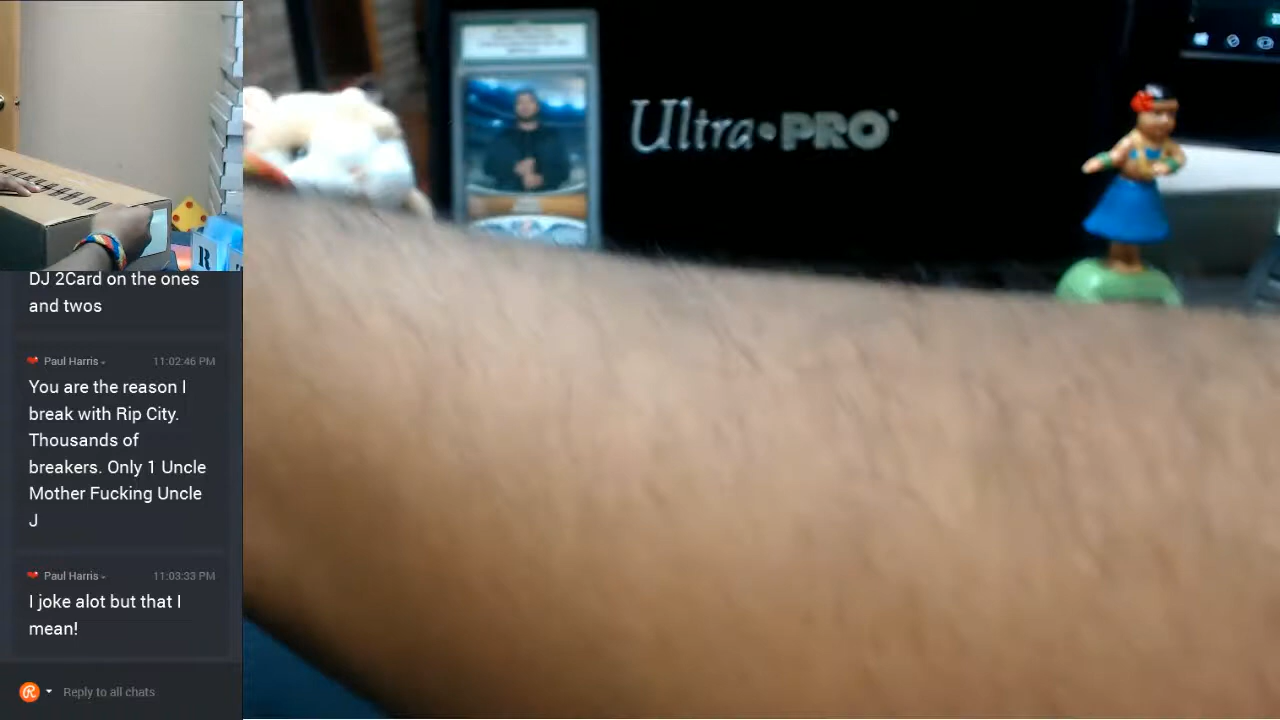 Ultra PRO
R
DJ 2Card on the ones
and twos
Paul Harris 11:02:46 PM
You are the reason I
break with Rip City.
Thousands of
breakers. Only 1 Uncle
Mother Fucking Uncle
J
Paul Harris 11:03:33 PM
I joke alot but that I
mean!
Reply to all chats